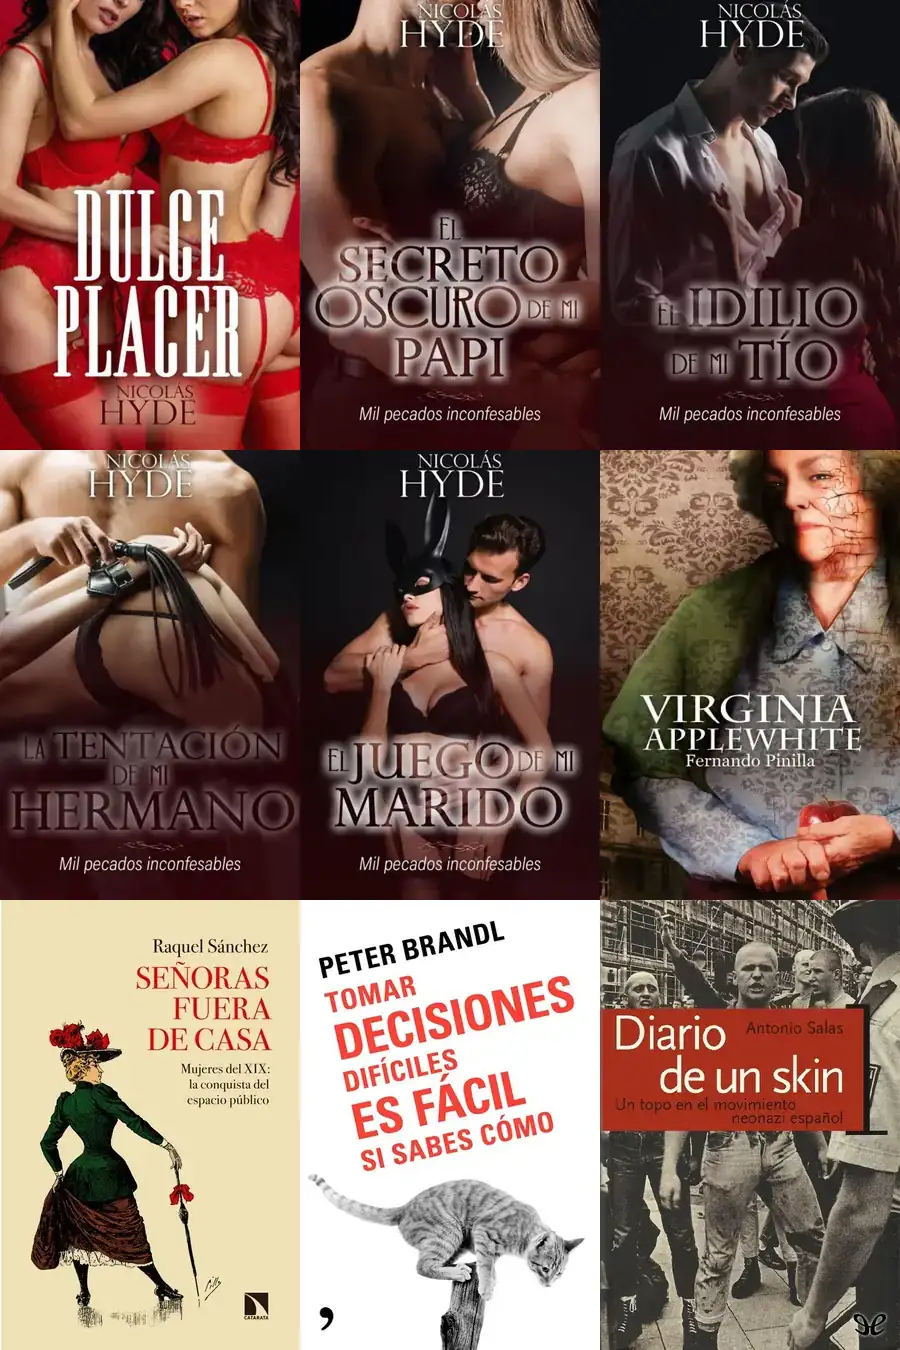 DULCE
PLACER
NICOLÁS
HYDE
NICOLÁS
HYDE
EL
SECRETO
OSCURO DE MI
PAPI
Mil pecados inconfesables
NICOLÁS
HYDE
EL IDILIO
DE MI TÍO
Mil pecados inconfesables
NICOLÁS
HYDE
LA TENTACIÓN
DE MI
HERMANO
Mil pecados inconfesables
NICOLÁS
HYDE
EL JUEGO DE MI
MARIDO
Mil pecados inconfesables
VIRGINIA
APPLEWHITE
Fernando Pinilla
Raquel Sánchez
SEÑORAS
FUERA
DE CASA
Mujeres del XIX:
la conquista del
espacio público
CATARATA
PETER BRANDL
TOMAR
DECISIONES
DIFÍCILES
ES FÁCIL
SI SABES CÓMO
Diario Antonio Salas
de un skin
Un topo en el movimiento
neonazi español